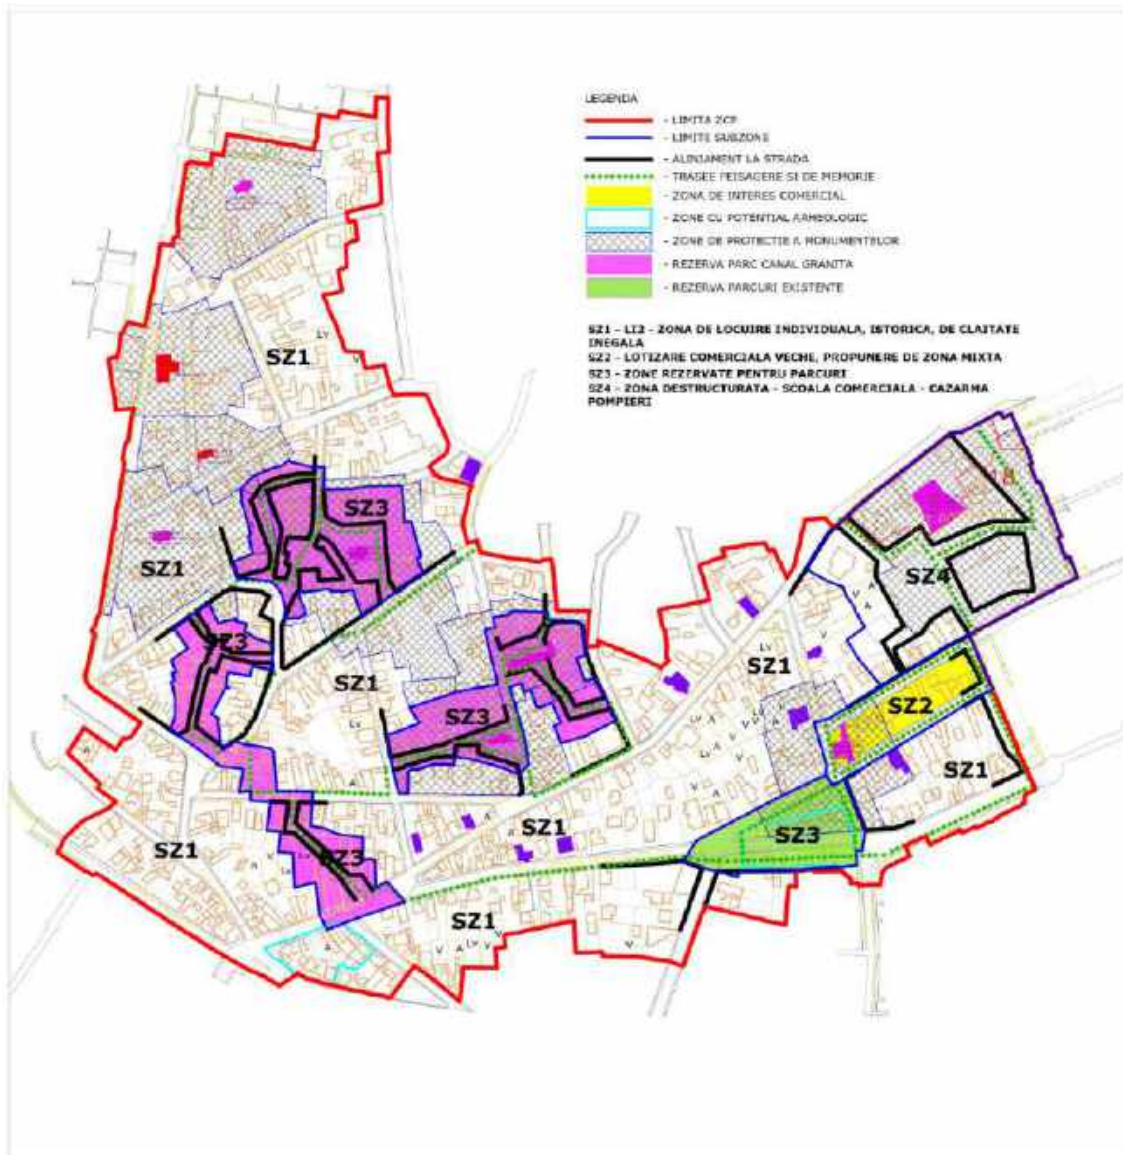 LEGENDA
- LIMITA ZCP
- LIMITE SUBZONE
- ALINIAMENT LA STRADA
- TRASEE PEISAGERE SI DE MEMORIE
- ZONA DE INTERES COMERCIAL
- ZONE CU POTENTIAL ARHEOLOGIC
- ZONE DE PROTECTIE A MONUMENTELOR
- REZERVA PARC CANAL GRANITA
- REZERVA PARCURI EXISTENTE
SZ1 - LI2 - ZONA DE LOCUIRE INDIVIDUALA, ISTORICA, DE CLAITATE
INEGALA
SZ2 - LOTIZARE COMERCIALA VECHE, PROPUNERE DE ZONA MIXTA
SZ3 - ZONE REZERVATE PENTRU PARCURI
SZ4 - ZONA DESTRUCTURATA - SCOALA COMERCIALA - CAZARMA
POMPIERI
SZ1
SZ3
SZ1
SZ4
SZ3
SZ1
SZ1
SZ3
SZ2
SZ1
SZ1
SZ3
SZ1
SZ3
SZ1